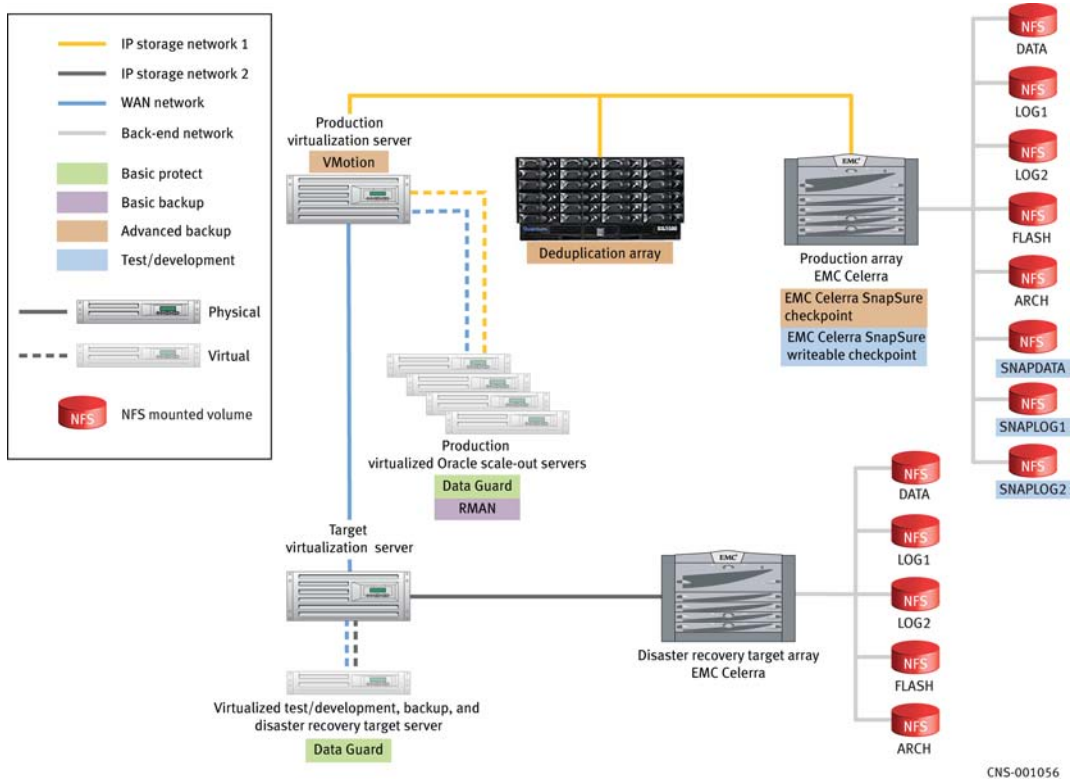 IP storage network 1
IP storage network 2
WAN network
Back-end network
Basic protect
Basic backup
Advanced backup
Test/development
Physical
Virtual
NFS
NFS mounted volume
Production
virtualization server
VMotion
Deduplication array
EMC²
Production array
EMC Celerra
EMC Celerra SnapSure
checkpoint
EMC Celerra SnapSure
writeable checkpoint
NFS
DATA
NFS
LOG1
NFS
LOG2
NFS
FLASH
NFS
ARCH
NFS
SNAPDATA
NFS
SNAPLOG1
NFS
SNAPLOG2
Production
virtualized Oracle scale-out servers
Data Guard
RMAN
Target
virtualization server
Virtualized test/development, backup, and
disaster recovery target server
Data Guard
EMC²
Disaster recovery target array
EMC Celerra
NFS
DATA
NFS
LOG1
NFS
LOG2
NFS
FLASH
NFS
ARCH
CNS-001056